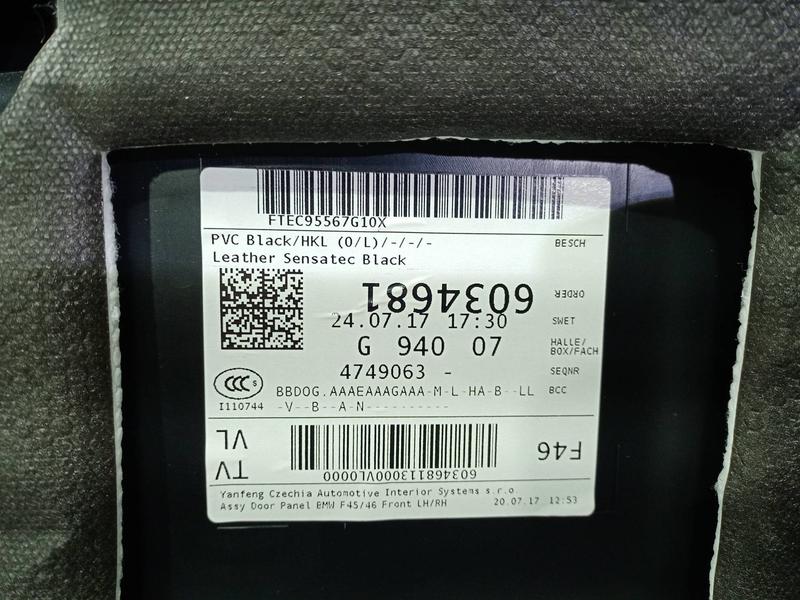 FTEC95567G10X
PVC Black/HKL (O/L)/-/-/- BESCH
Leather Sensatec Black
6034681 ORDER
24.07.17 17:30 SWET
G 940 07 HALLE/
BOX/FACH
4749063 - SEQNR
CCC S BBDOG.AAAEAAAGAAA-M-L-HA-B--LL BCC
I110744 -V--B--A-N----------
VL
TV F46
603468113000VL0000
Yanfeng Czechia Automotive Interior Systems s.r.o.
Assy Door Panel BMW F45/46 Front LH/RH 20.07.17 12:53